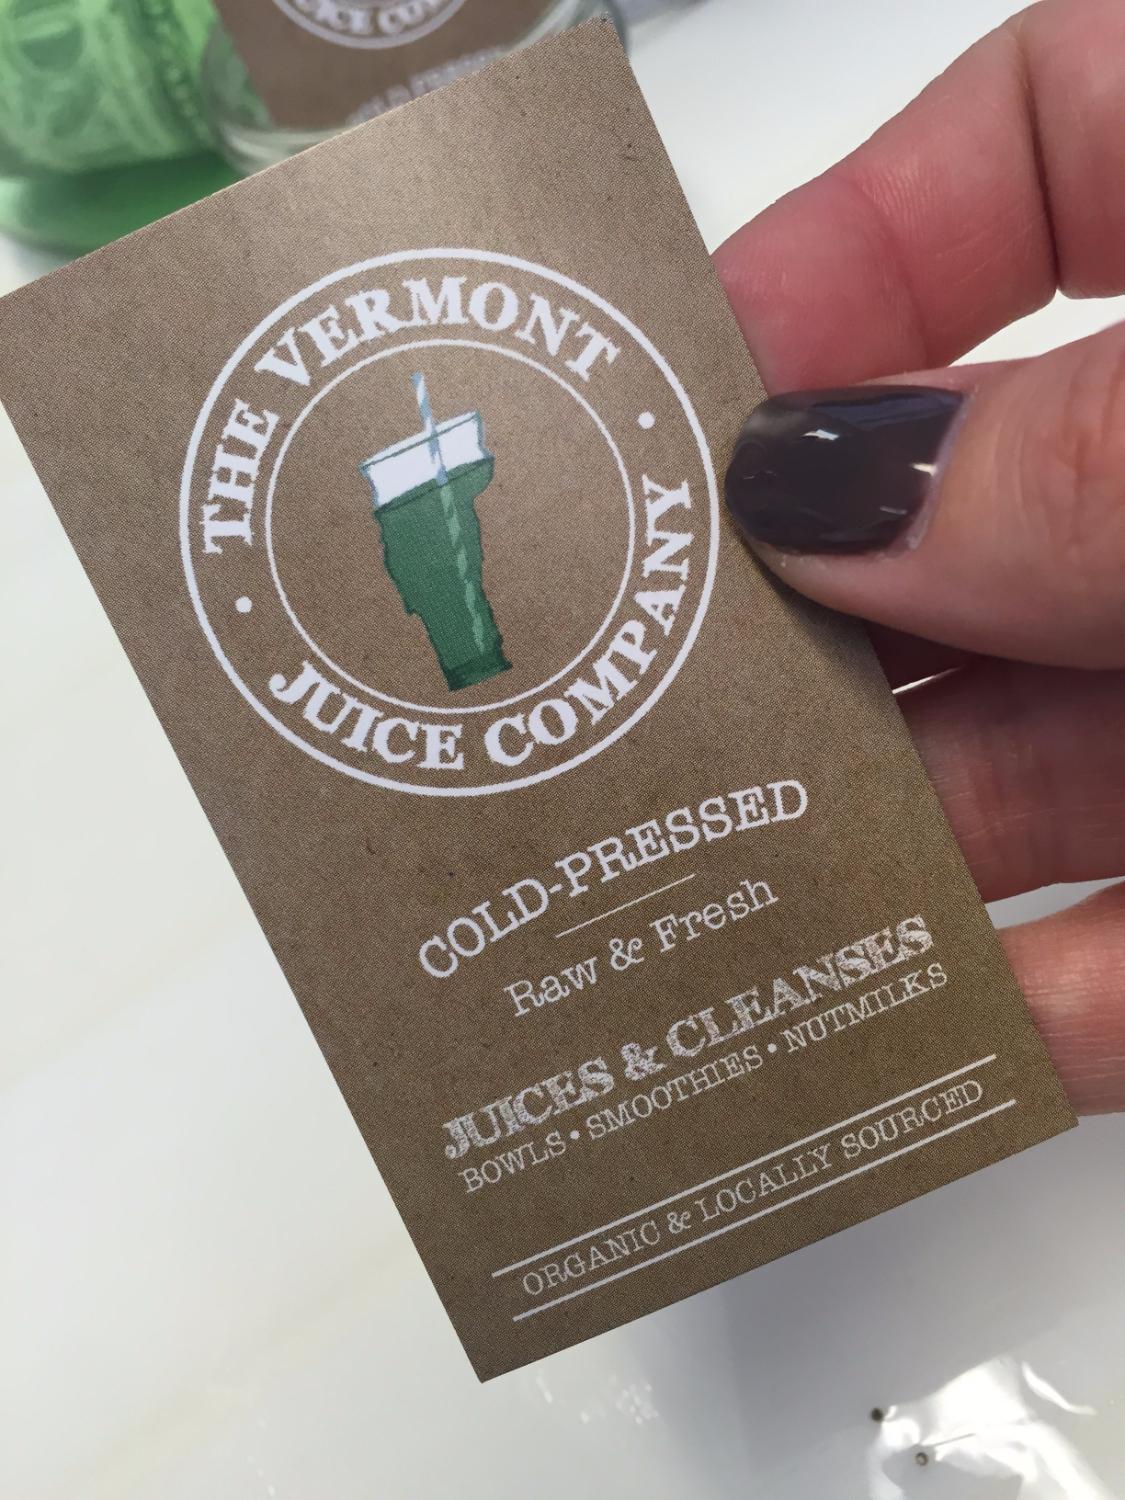 THE VERMONT
JUICE COMPANY
COLD-PRESSED
Raw & Fresh
JUICES & CLEANSES
BOWLS • SMOOTHIES • NUTMILKS
ORGANIC & LOCALLY SOURCED